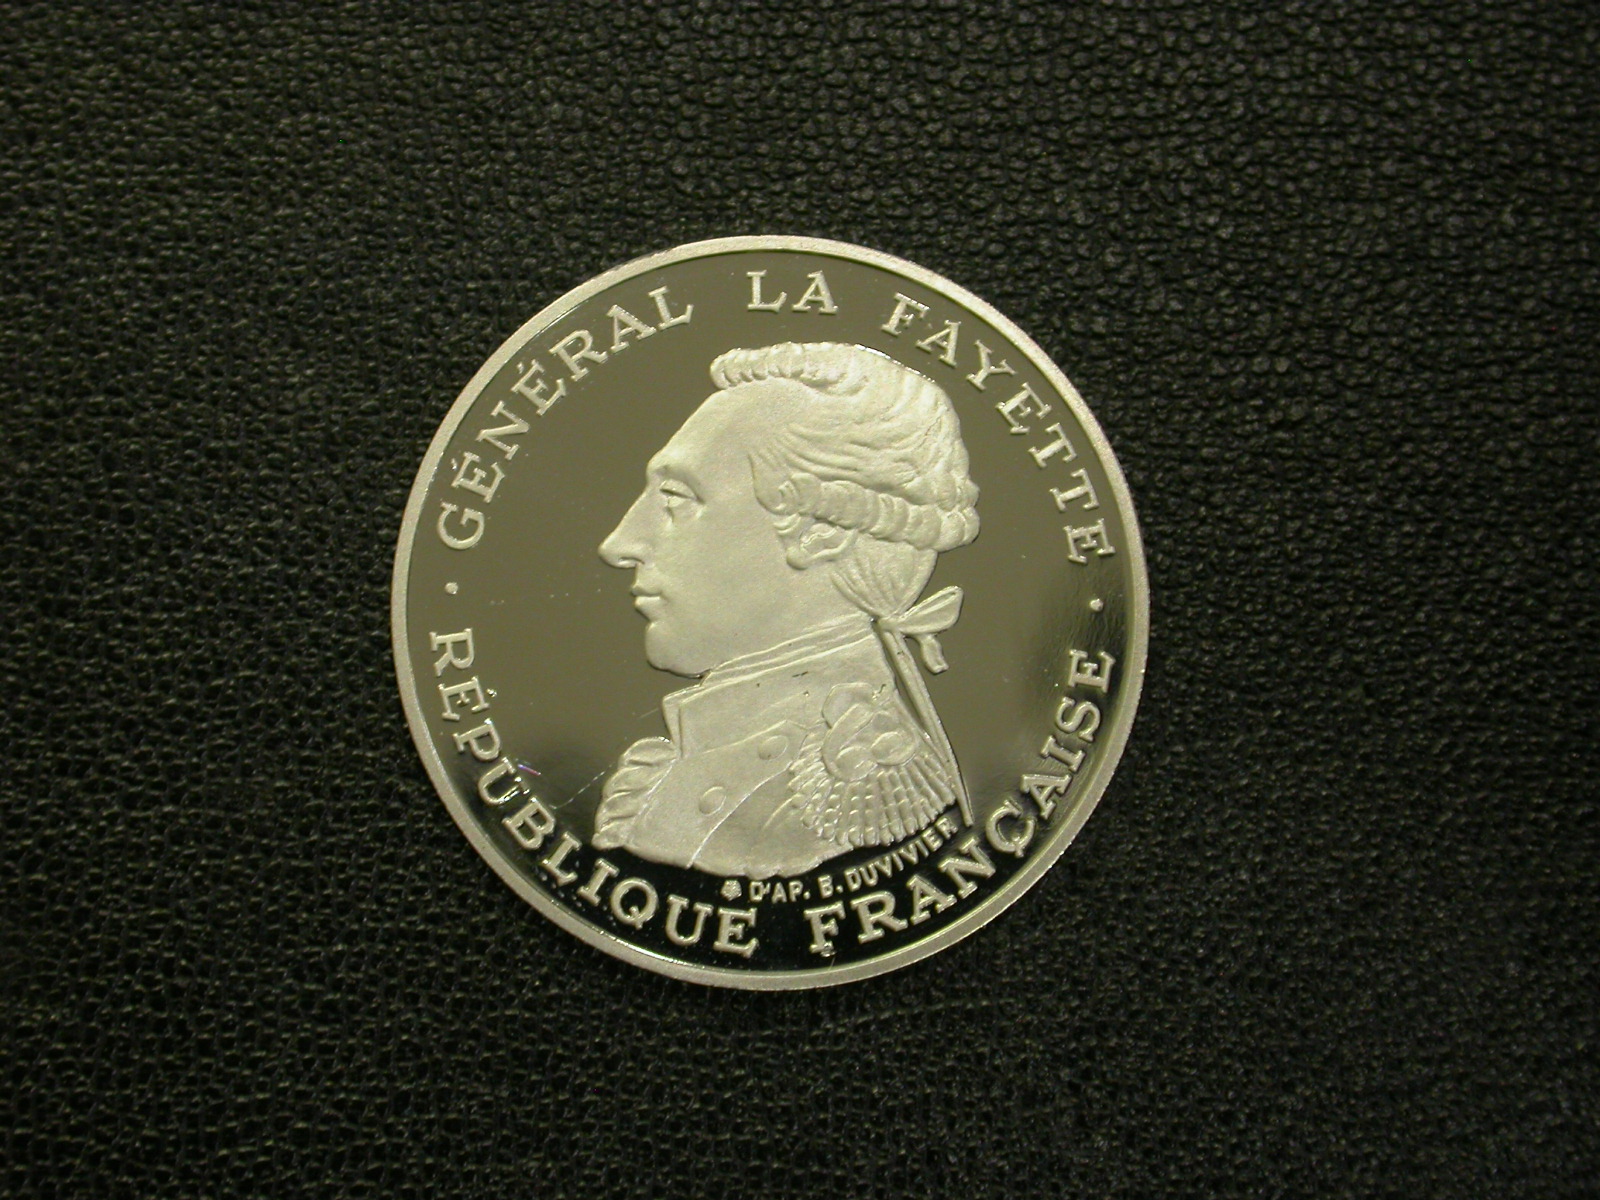 · GÉNÉRAL LA FAYETTE ·
RÉPUBLIQUE FRANÇAISE
D'AP. B. DUVIVIER